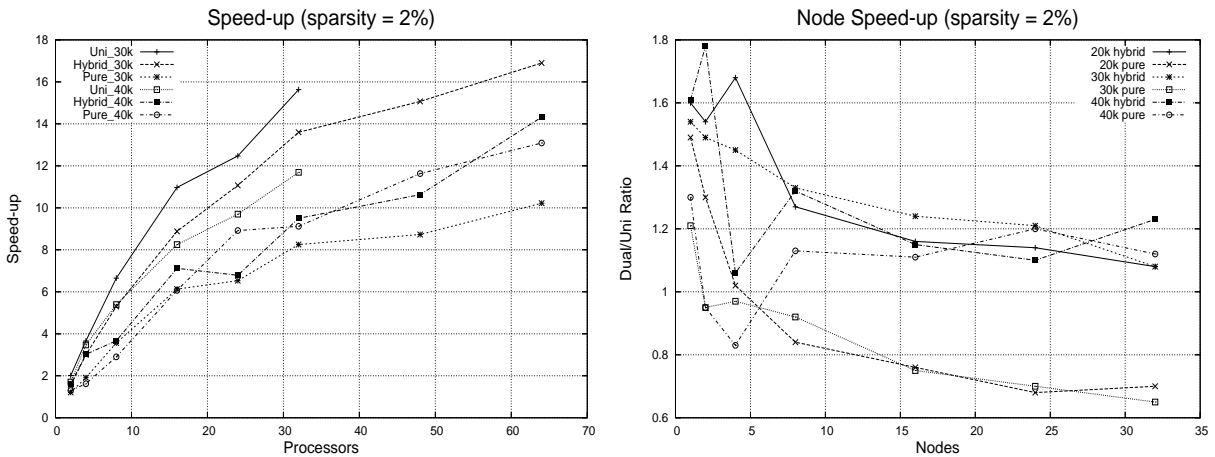 Speed-up (sparsity = 2%)
18
16
14
12
10
8
6
4
2
0
Speed-up
Uni_30k
Hybrid_30k
Pure_30k
Uni_40k
Hybrid_40k
Pure_40k
0 10 20 30 40 50 60 70
Processors
Node Speed-up (sparsity = 2%)
1.8
1.6
1.4
1.2
1
0.8
0.6
Dual/Uni Ratio
20k hybrid
20k pure
30k hybrid
30k pure
40k hybrid
40k pure
0 5 10 15 20 25 30 35
Nodes